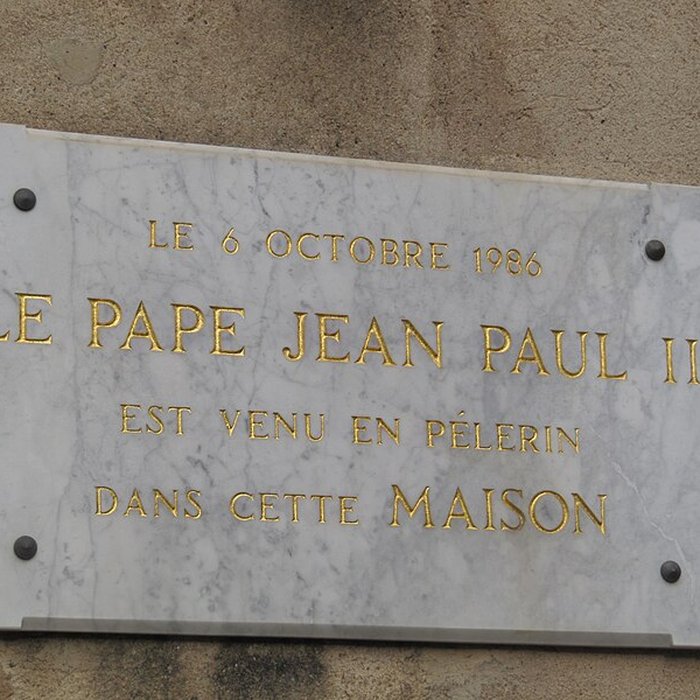 LE 6 OCTOBRE 1986
LE PAPE JEAN PAUL II
EST VENU EN PÉLERIN
DANS CETTE MAISON